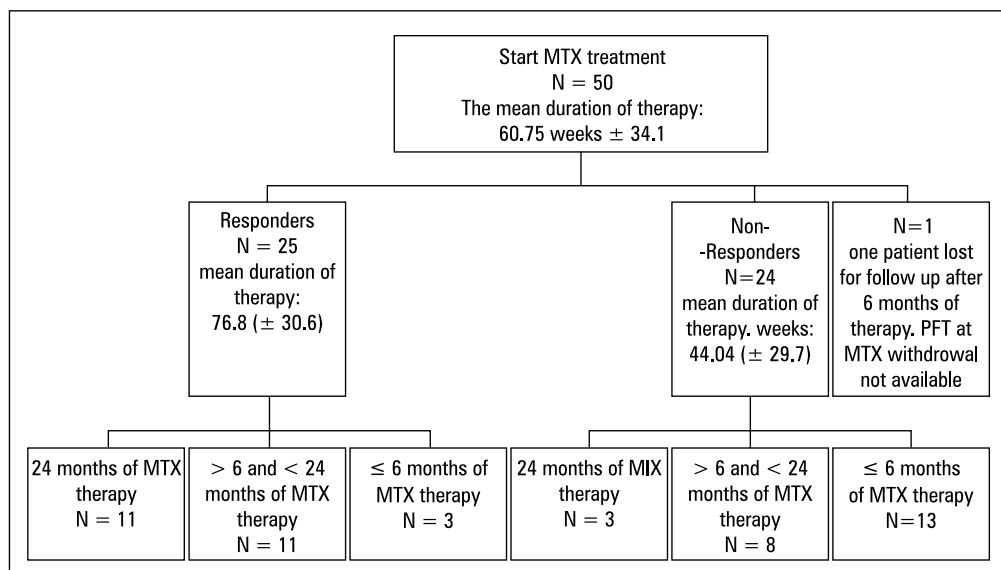 Start MTX treatment
N = 50
The mean duration of therapy:
60.75 weeks ± 34.1
Responders
N = 25
mean duration of
therapy:
76.8 (± 30.6)
Non-
-Responders
N=24
mean duration of
therapy. weeks:
44.04 (± 29.7)
N=1
one patient lost
for follow up after
6 months of
therapy. PFT at
MTX withdrawal
not available
24 months of MTX
therapy
N = 11
> 6 and < 24
months of MTX
therapy
N = 11
≤ 6 months of
MTX therapy
N = 3
24 months of MIX
therapy
N = 3
> 6 and < 24
months of MTX
therapy
N = 8
≤ 6 months
of MTX therapy
N=13